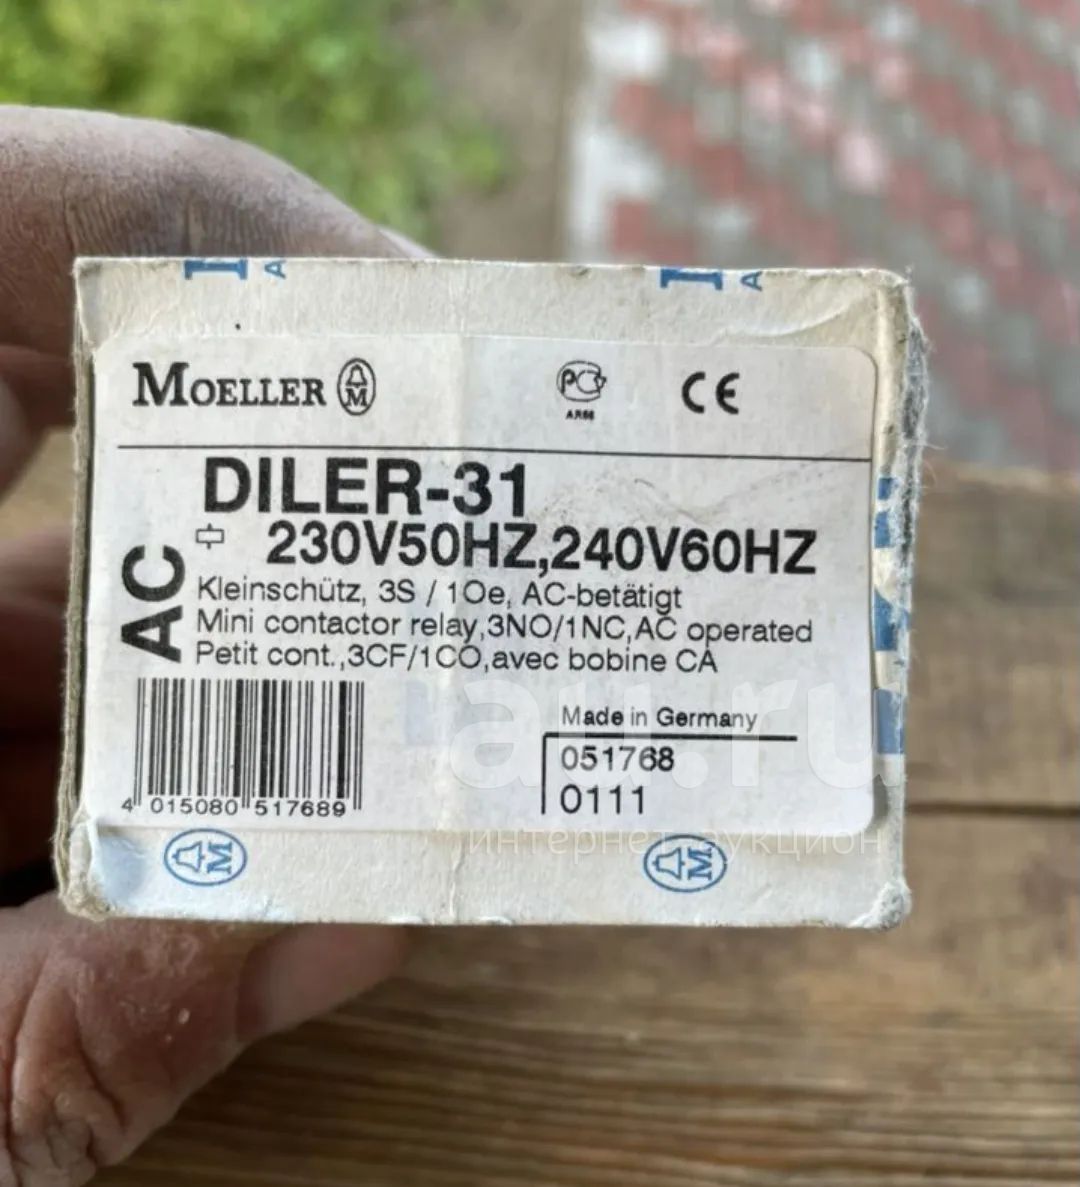 MOELLER M
PC
CE
DILER-31
230V50HZ,240V60HZ
AC
Kleinschütz, 3S / 1Oe, AC-betätigt
Mini contactor relay,3NO/1NC,AC operated
Petit cont.,3CF/1CO,avec bobine CA
Made in Germany
051768
0111
4 015080 517689
au.ru
интернет аукцион
M
M